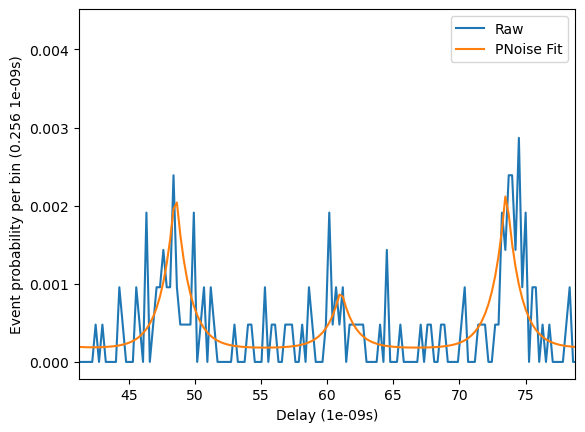 Raw
PNoise Fit
Event probability per bin (0.256 1e-09s)
0.004
0.003
0.002
0.001
0.000
45 50 55 60 65 70 75
Delay (1e-09s)